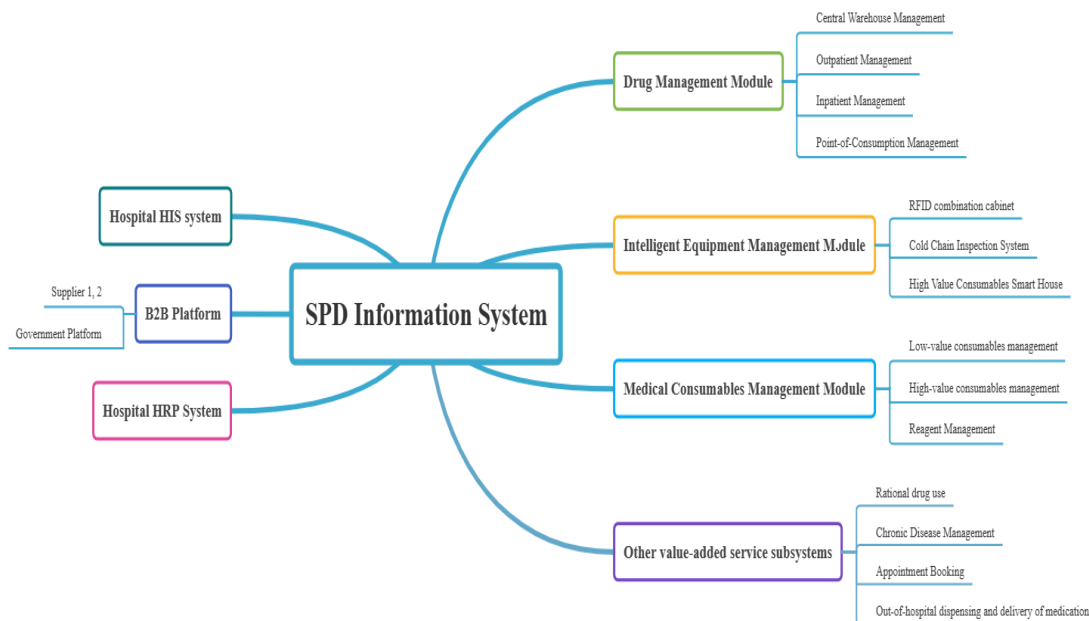 SPD Information System
Hospital HIS system
B2B Platform
Supplier 1, 2
Government Platform
Hospital HRP System
Drug Management Module
Central Warehouse Management
Outpatient Management
Inpatient Management
Point-of-Consumption Management
Intelligent Equipment Management Module
RFID combination cabinet
Cold Chain Inspection System
High Value Consumables Smart House
Medical Consumables Management Module
Low-value consumables management
High-value consumables management
Reagent Management
Other value-added service subsystems
Rational drug use
Chronic Disease Management
Appointment Booking
Out-of-hospital dispensing and delivery of medication